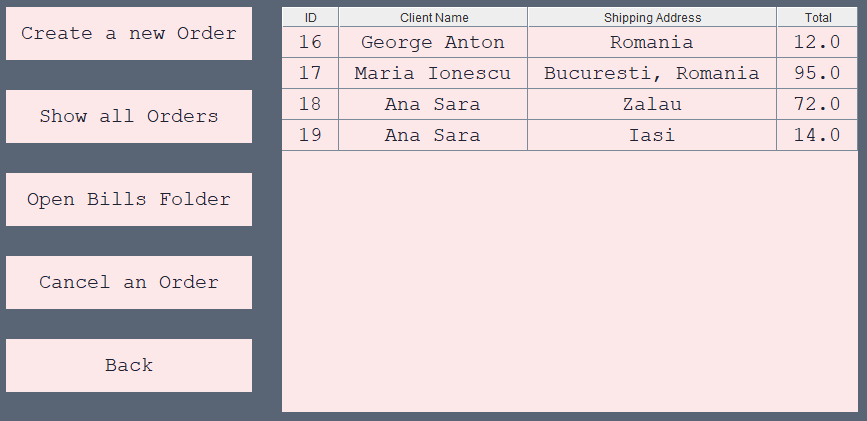 Create a new Order
Show all Orders
Open Bills Folder
Cancel an Order
Back
ID Client Name Shipping Address Total
16 George Anton Romania 12.0
17 Maria Ionescu Bucuresti, Romania 95.0
18 Ana Sara Zalau 72.0
19 Ana Sara Iasi 14.0